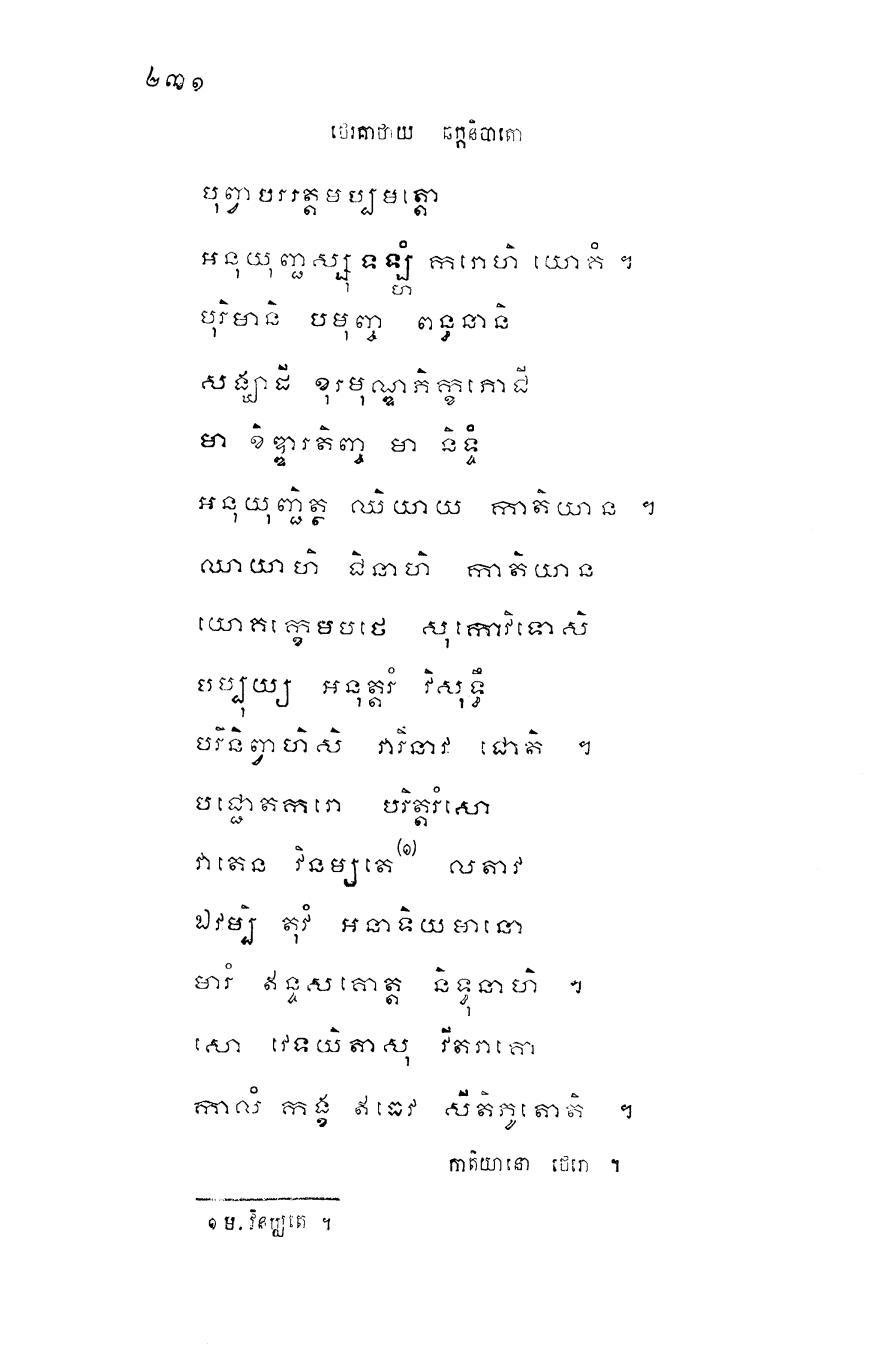 ២៣១
ថេរគាថាយ ឆក្កនិបាតោ
បុព្វាបររត្តមប្បមត្តោ
អនុយុញ្ជស្សុ ទឡ្ហំ ករោហិ យោគំ ។
បុរិមានិ បមុញ្ច ពន្ធនានិ
សង្ឃាដី ខុរមុណ្ឌភិក្ខភោជី
មា ខិឌ្ឌារតិញ្ច មា និទ្ទំ
អនុយុញ្ជិត្ថ ឈិយាយ កាតិយាន ។
ឈាយាហិ ជិនាហិ កាតិយាន
យោគក្ខេមបថេ សុកោវិទោសិ
បប្បុយ្យ អនុត្តរំ វិសុទ្ធឹ
បរិនិព្វាហិសិ វារិនាវ ជោតិ ។
បជ្ជោតករោ បរិត្តរំសោ
វាតេន វិនម្យតេ(១) លតាវ
ឯវម្បិ តុវំ អនាទិយមានោ
មារំ ឥន្ទសគោត្ត និទ្ធុនាហិ ។
សោ វេទយិតាសុ វីតរាគោ
កាលំ កង្ខ ឥធេវ សីតិភូតោតិ ។
កាតិយានោ ថេរោ ។
១ ម. វិនម្យតេ ។